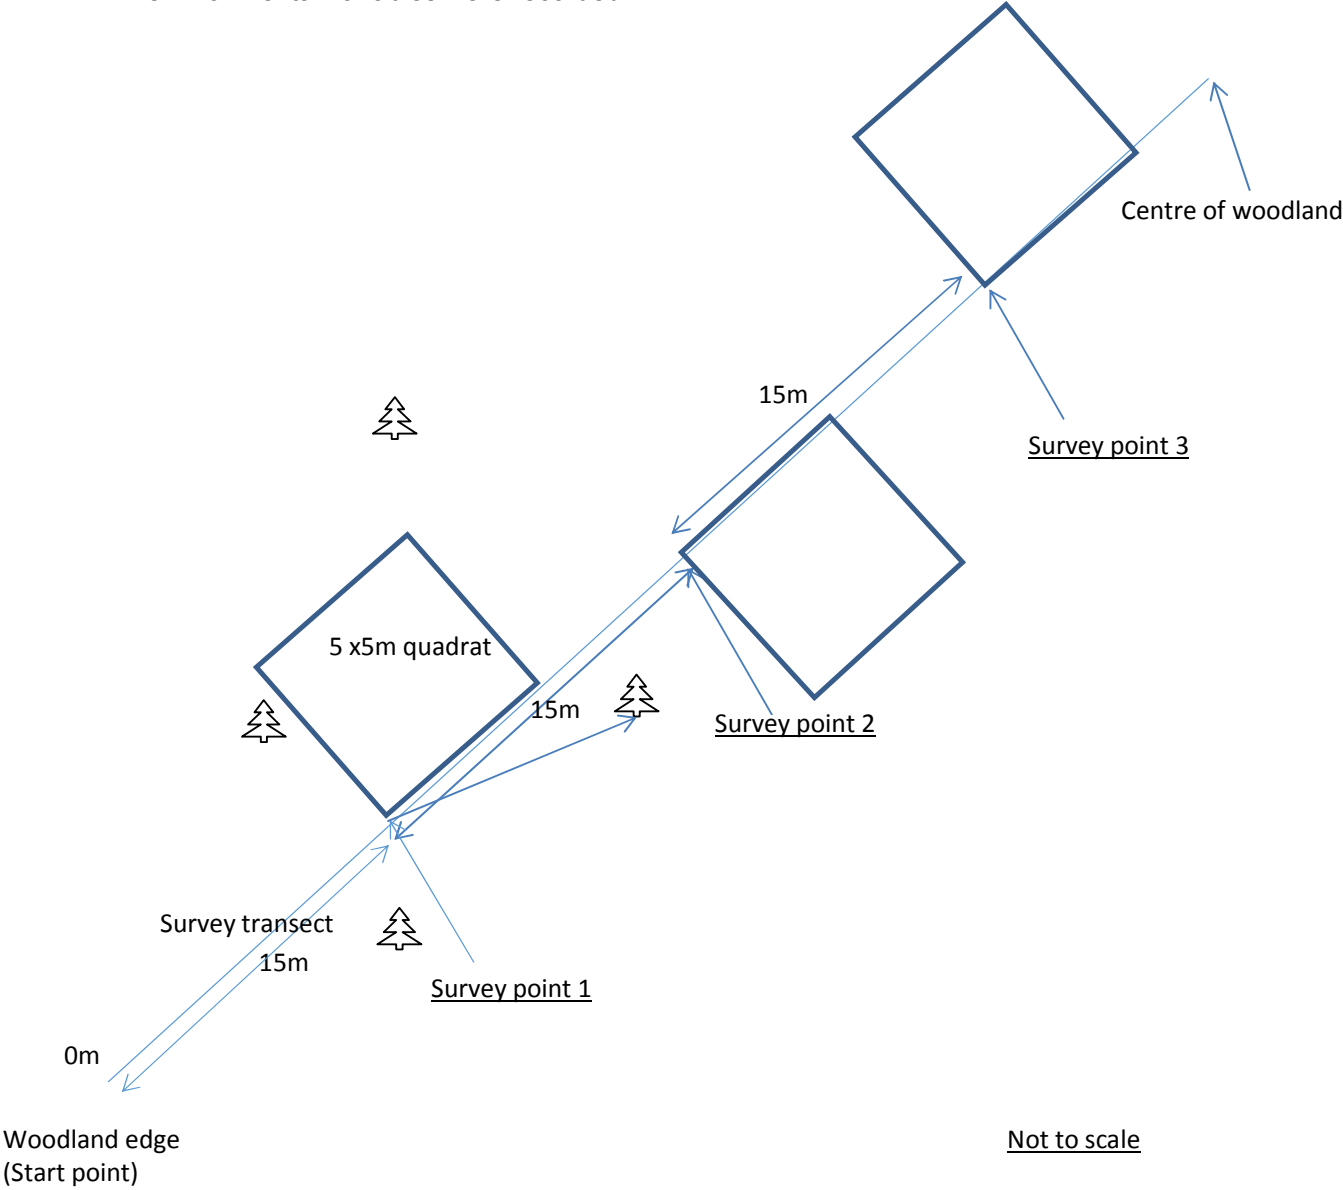 Centre of woodland
15m
Survey point 3
5 x5m quadrat
15m
Survey point 2
Survey transect
15m
Survey point 1
0m
Woodland edge
(Start point)
Not to scale